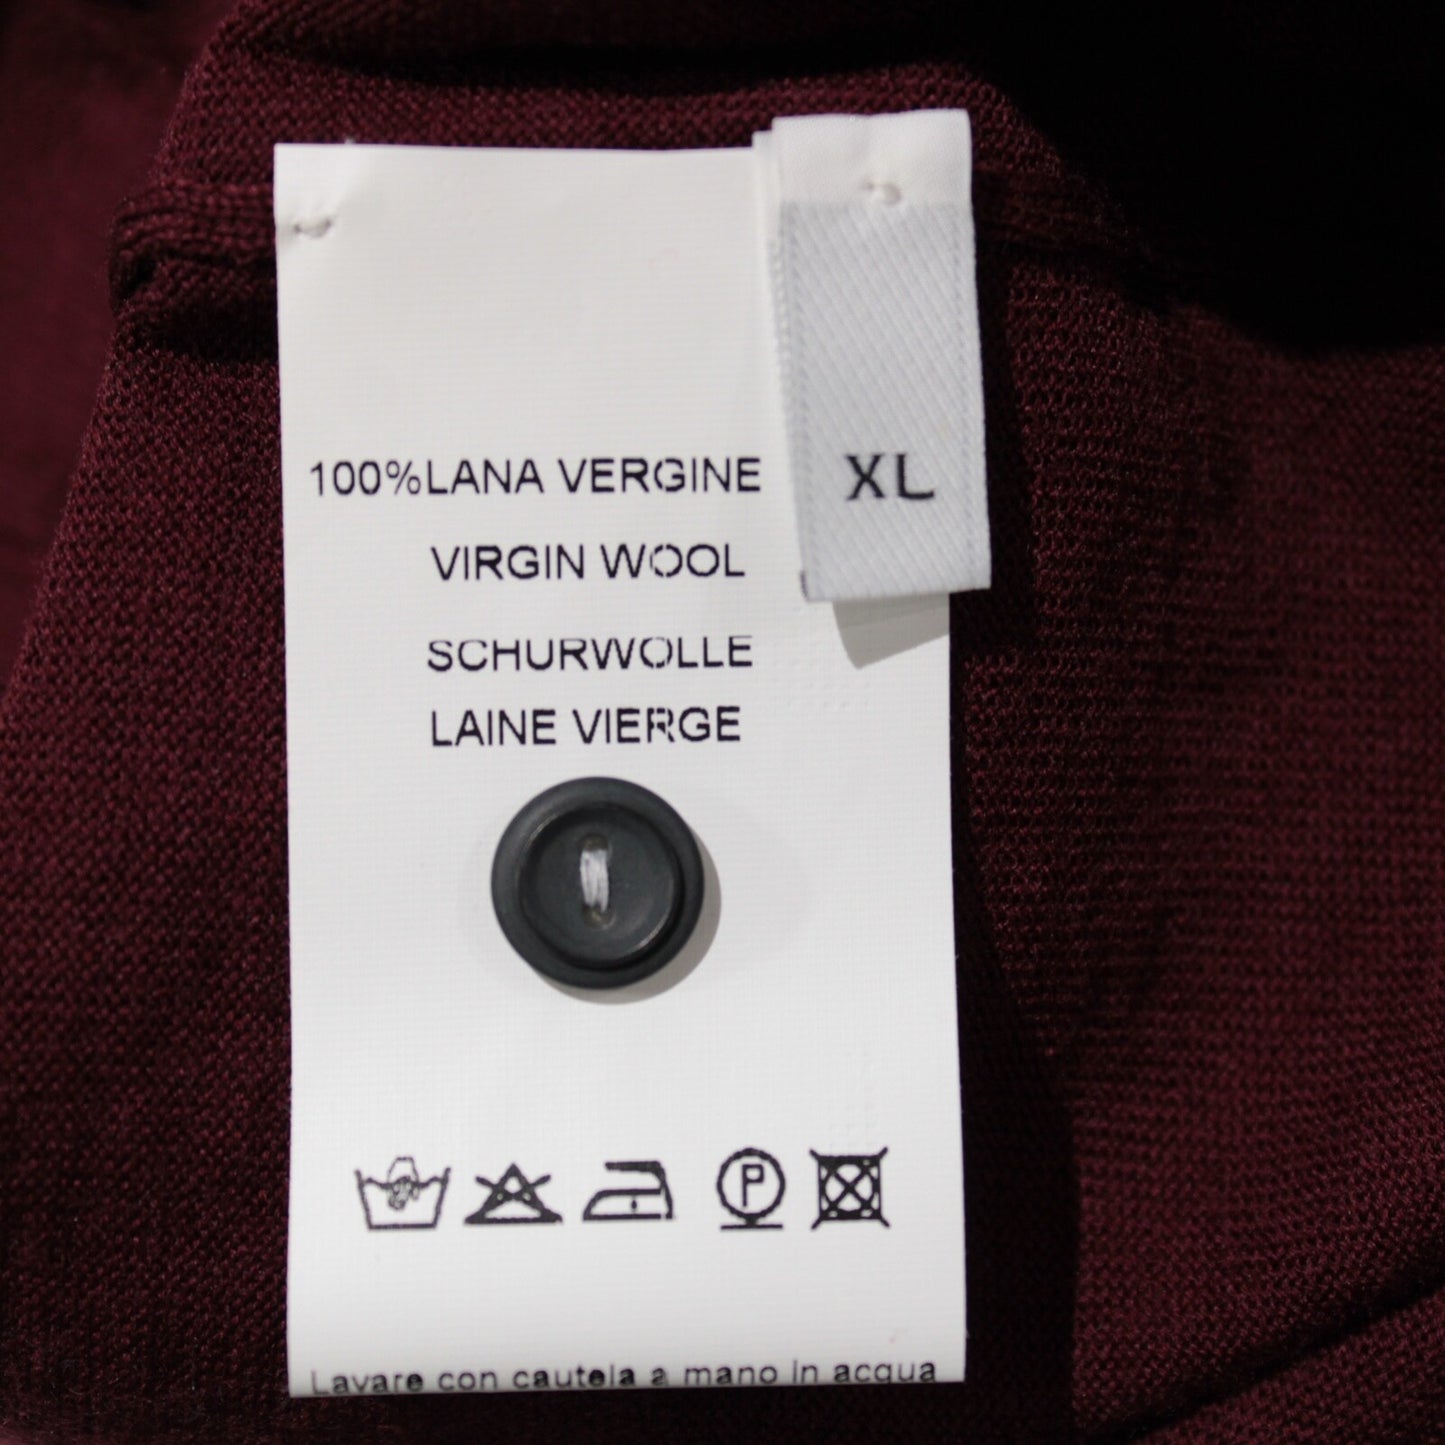 100%LANA VERGINE
XL
VIRGIN WOOL
SCHURWOLLE
LAINE VIERGE
P
Lavare con cautela a mano in acqua